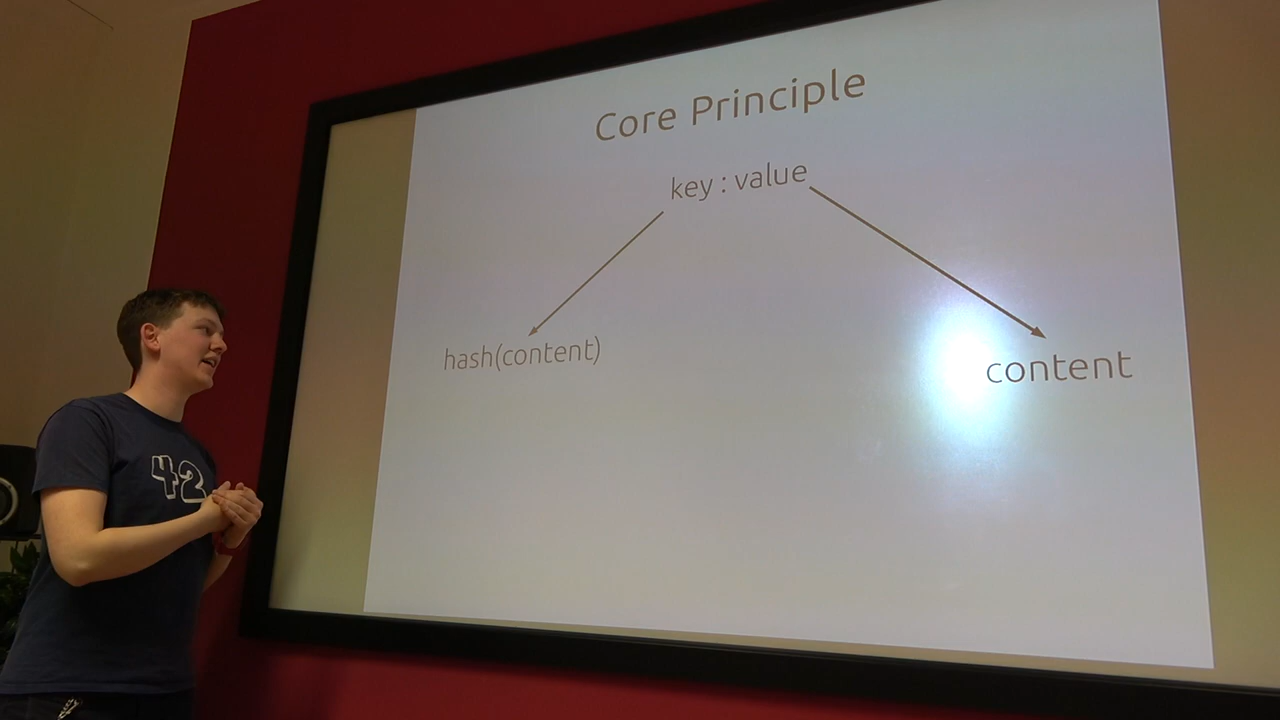 Core Principle
key : value
hash(content)
content
42